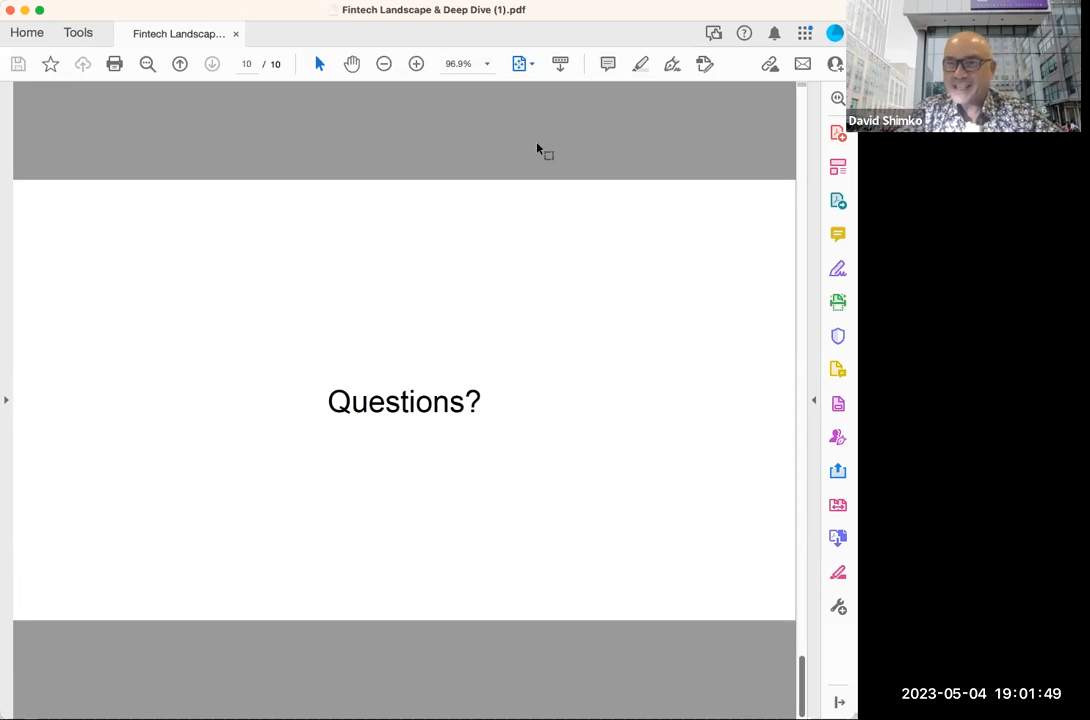 Fintech Landscape & Deep Dive (1).pdf
Home
Tools
Fintech Landscap...
10 / 10
96.9%
David Shimko
Questions?
2023-05-04 19:01:49